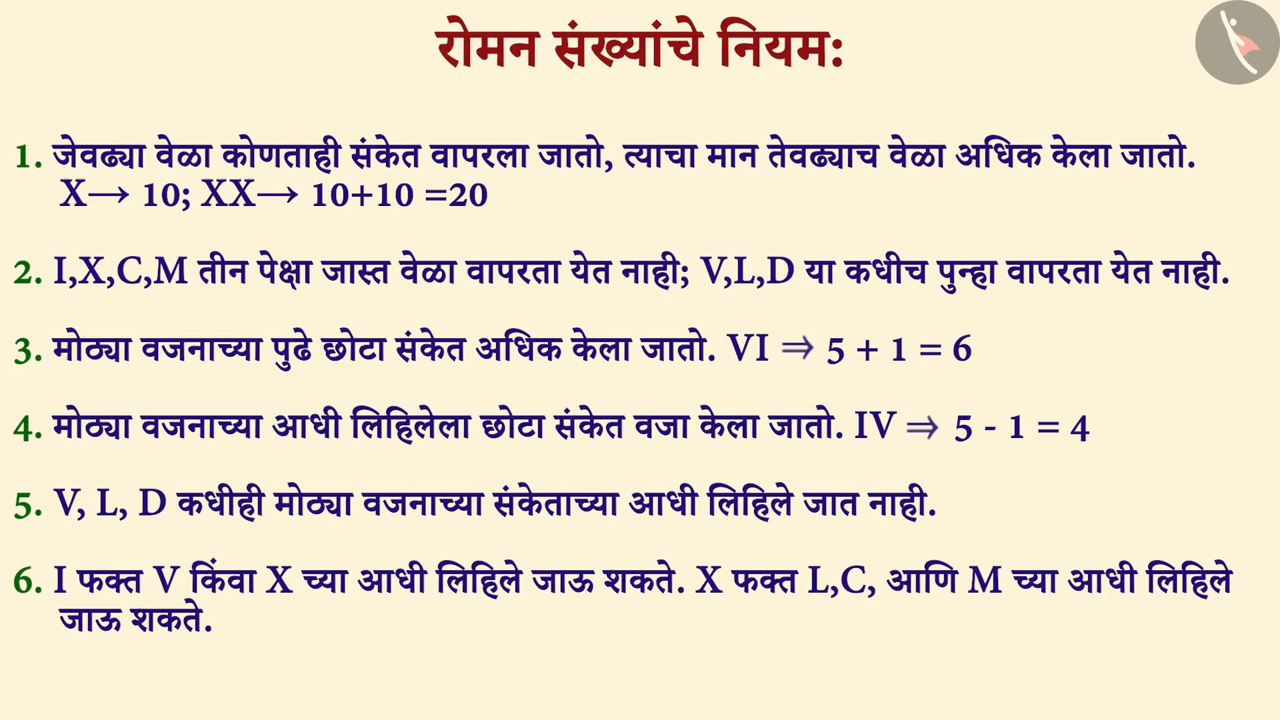 रोमन संख्यांचे नियम:
1. जेवढ्या वेळा कोणताही संकेत वापरला जातो, त्याचा मान तेवढ्याच वेळा अधिक केला जातो.
X→ 10; XX→ 10+10 =20
2. I,X,C,M तीन पेक्षा जास्त वेळा वापरता येत नाही; V,L,D या कधीच पुन्हा वापरता येत नाही.
3. मोठ्या वजनाच्या पुढे छोटा संकेत अधिक केला जातो. VI ⇒ 5 + 1 = 6
4. मोठ्या वजनाच्या आधी लिहिलेला छोटा संकेत वजा केला जातो. IV ⇒ 5 - 1 = 4
5. V, L, D कधीही मोठ्या वजनाच्या संकेताच्या आधी लिहिले जात नाही.
6. I फक्त V किंवा X च्या आधी लिहिले जाऊ शकते. X फक्त L,C, आणि M च्या आधी लिहिले
जाऊ शकते.